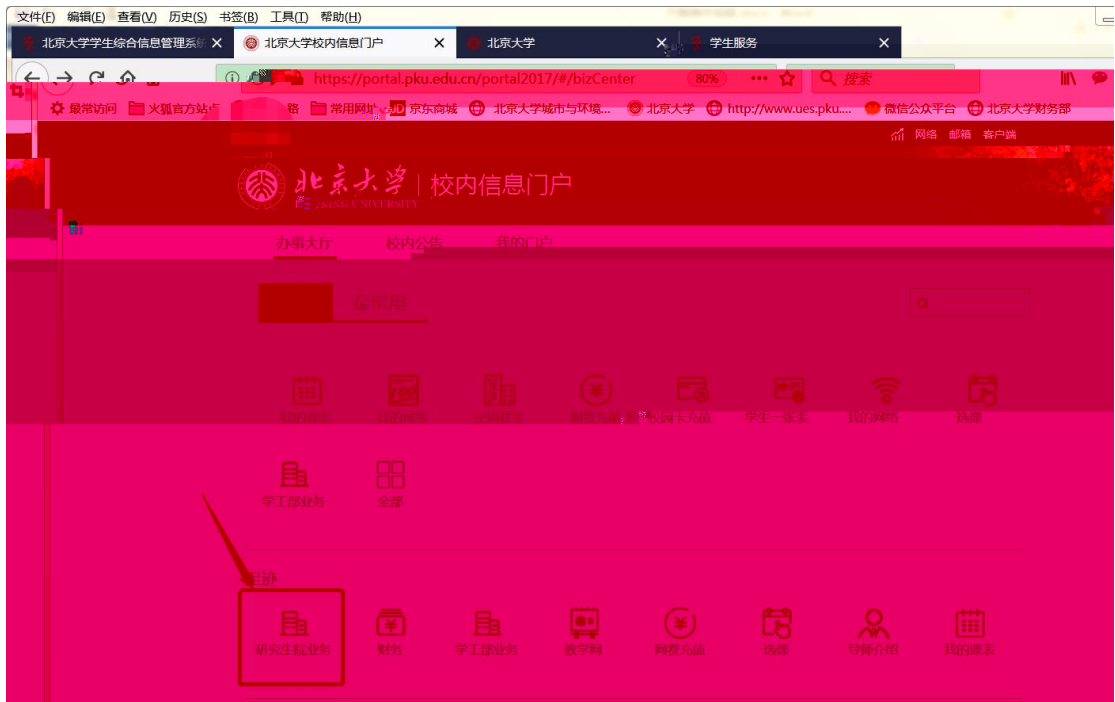 文件(F) 编辑(E) 查看(V) 历史(S) 书签(B) 工具(T) 帮助(H)
北京大学学生综合信息管理系统 北京大学校内信息门户 北京大学 学生服务
https://portal.pku.edu.cn/portal2017/#/bizCenter 80% 搜索
最常访问 火狐官方站点 常用网址 JD 京东商城 北京大学城市与环境... 北京大学 http://www.ues.pku.... 微信公众平台 北京大学财务部
网络 邮箱 客户端
北京大学 校内信息门户
PEKING UNIVERSITY
办事大厅 校内公告 我的门户
最常用
我的课表 我的成绩 空闲教室 网费充值 校园卡充值 学生一张表 我的网络 选课
学工部业务 全部
足迹
研究生院业务 财务 学工部业务 教学网 网费充值 选课 导师介绍 我的课表